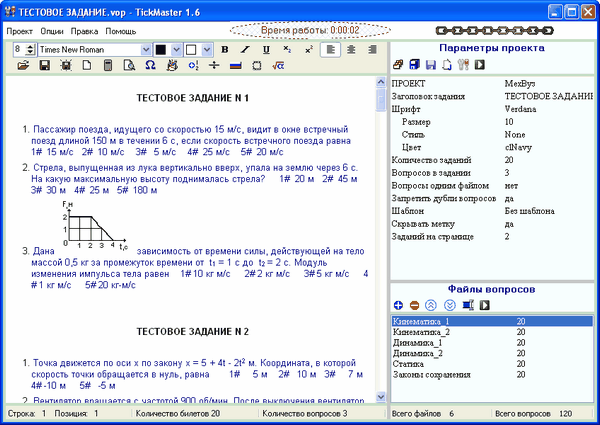 ТЕСТОВОЕ ЗАДАНИЕ.vop - TickMaster 1.6
Проект Опции Правка Помощь
Время работы: 0:00:02
8 Times New Roman
B I U x₂ x²
ТЕСТОВОЕ ЗАДАНИЕ N 1
1. Пассажир поезда, идущего со скоростью 15 м/с, видит в окне встречный
поезд длиной 150 м в течении 6 с, если скорость встречного поезда равна
1# 15 м/с 2# 10 м/с 3# 5 м/с 4# 25 м/с 5# 20 м/с
2. Стрела, выпущенная из лука вертикально вверх, упала на землю через 6 с.
На какую максимальную высоту поднималась стрела? 1# 20 м 2# 45 м
3# 30 м 4# 25 м 5# 180 м
F,н
2
1
0 1 2 3 4 t,c
3. Дана зависимость от времени силы, действующей на тело
массой 0,5 кг за промежуток времени от t₁ = 1 с до t₂ = 2 с. Модуль
изменения импульса тела равен 1# 10 кг м/с 2# 2 кг м/с 3# 5 кг м/с 4
# 1 кг м/с 5# 20 кг-м/с
ТЕСТОВОЕ ЗАДАНИЕ N 2
1. Точка движется по оси x по закону x = 5 + 4t - 2t² м. Координата, в которой
скорость точки обращается в нуль, равна 1# 5 м 2# 10 м 3# 7 м
4# -10 м 5# -5 м
2. Вентилятор вращается с частотой 900 об/мин. После выключения вентилятор,
Параметры проекта
ПРОЕКТ MexBys
Заголовок задания ТЕСТОВОЕ ЗАДАНИЕ
Шрифт Verdana
Размер 10
Стиль None
Цвет clNavy
Количество заданий 20
Вопросов в задании 3
Вопросы одним файлом нет
Запретить дубли вопросов да
Шаблон Без шаблона
Скрывать метку да
Заданий на странице 2
Файлы вопросов
Кинематика_1 20
Кинематика_2 20
Динамика_1 20
Динамика_2 20
Статика 20
Законы сохранения 20
Строка: 1 Позиция: 1 Количество билетов 20 Количество вопросов 3 Всего файлов 6 Всего вопросов 120